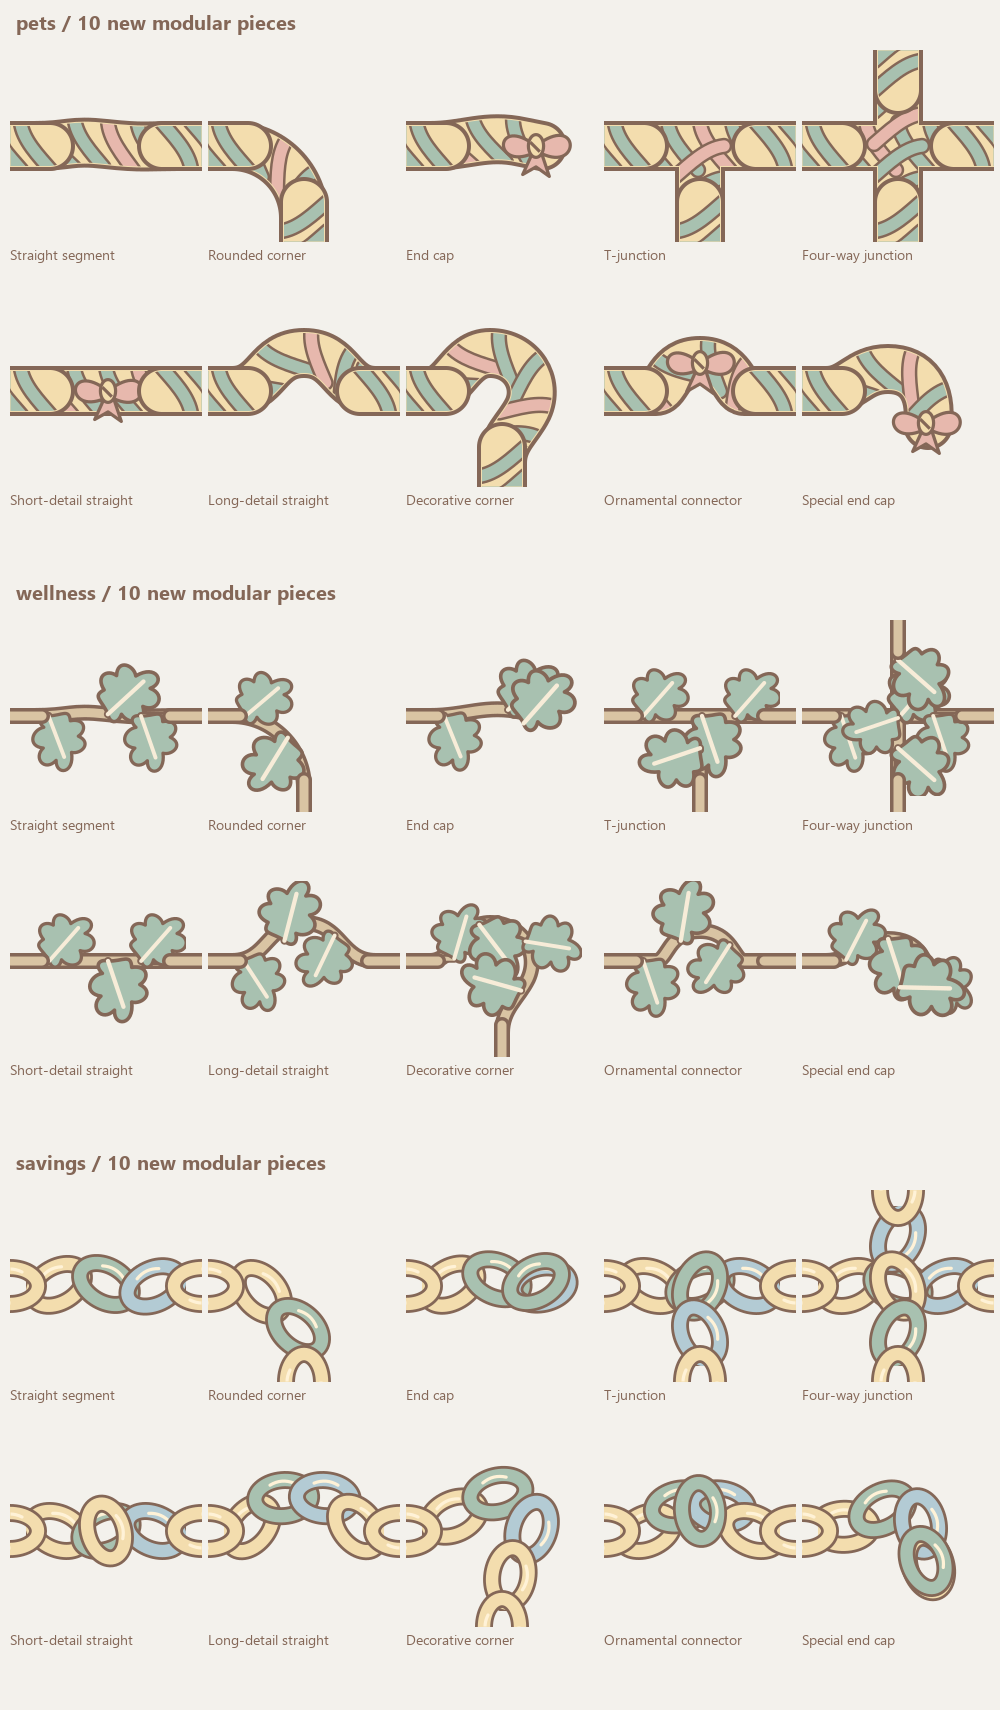 pets / 10 new modular pieces
Straight segment
Rounded corner
End cap
T-junction
Four-way junction
Short-detail straight
Long-detail straight
Decorative corner
Ornamental connector
Special end cap
wellness / 10 new modular pieces
Straight segment
Rounded corner
End cap
T-junction
Four-way junction
Short-detail straight
Long-detail straight
Decorative corner
Ornamental connector
Special end cap
savings / 10 new modular pieces
Straight segment
Rounded corner
End cap
T-junction
Four-way junction
Short-detail straight
Long-detail straight
Decorative corner
Ornamental connector
Special end cap